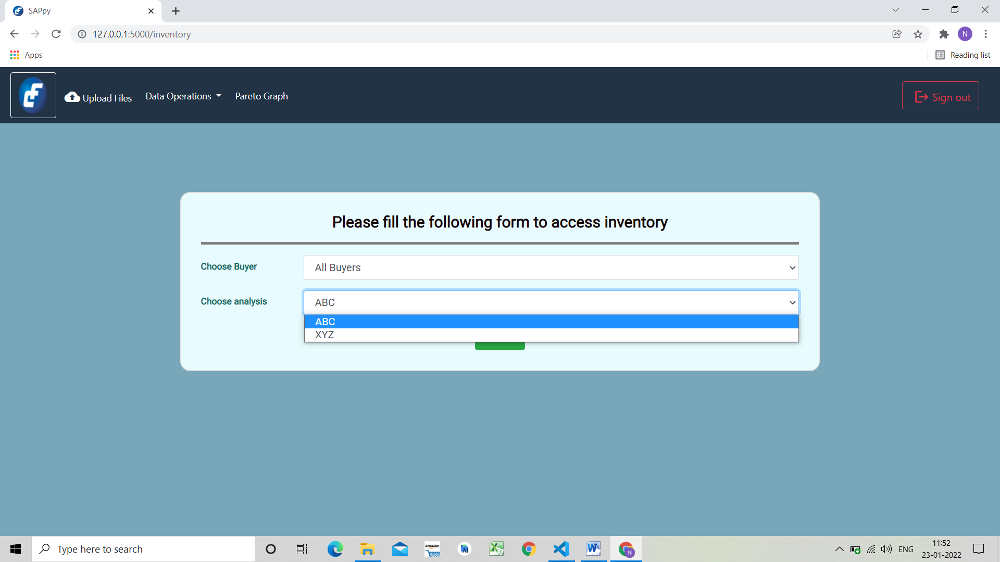 SAPpy
127.0.0.1:5000/inventory
N
Apps
Reading list
Upload Files
Data Operations
Pareto Graph
Sign out
Please fill the following form to access inventory
Choose Buyer
All Buyers
Choose analysis
ABC
ABC
XYZ
Type here to search
amazon
N
ENG
11:52
23-01-2022